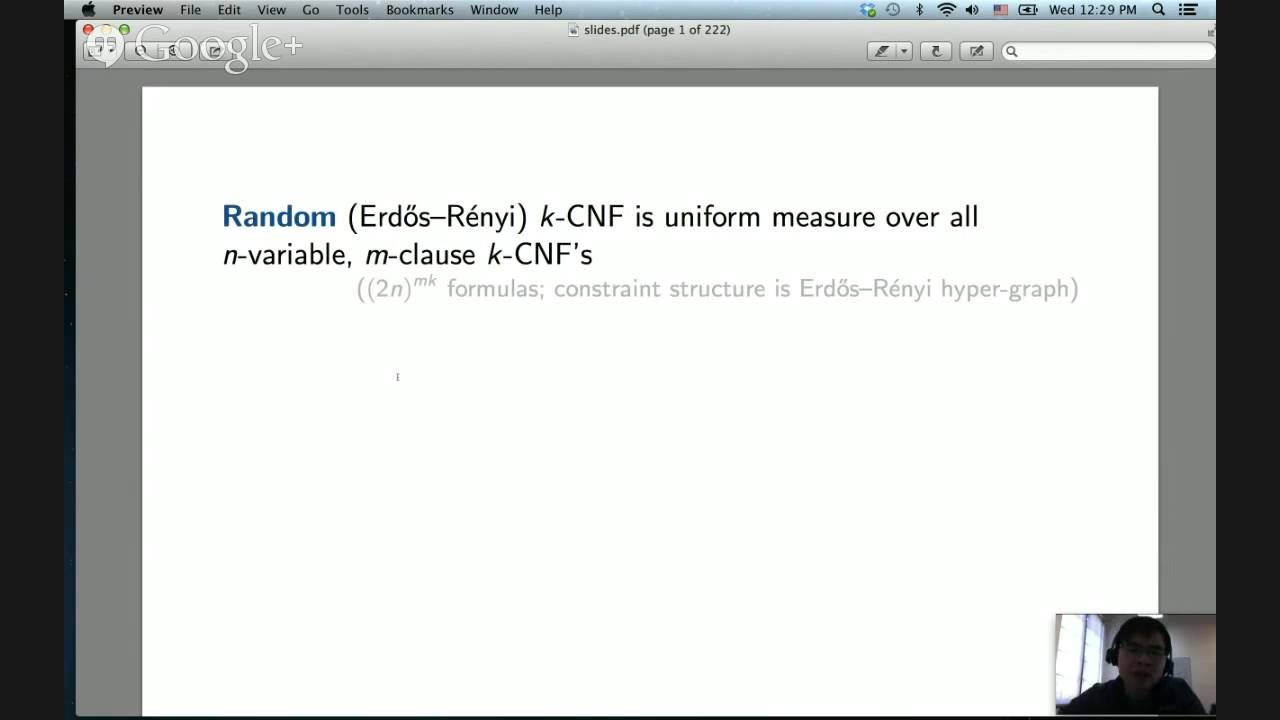 Preview File Edit View Go Tools Bookmarks Window Help Wed 12:29 PM
slides.pdf (page 1 of 222)
Google+
Random (Erdős–Rényi) k-CNF is uniform measure over all
n-variable, m-clause k-CNF's
((2n)^{mk} formulas; constraint structure is Erdős–Rényi hyper-graph)